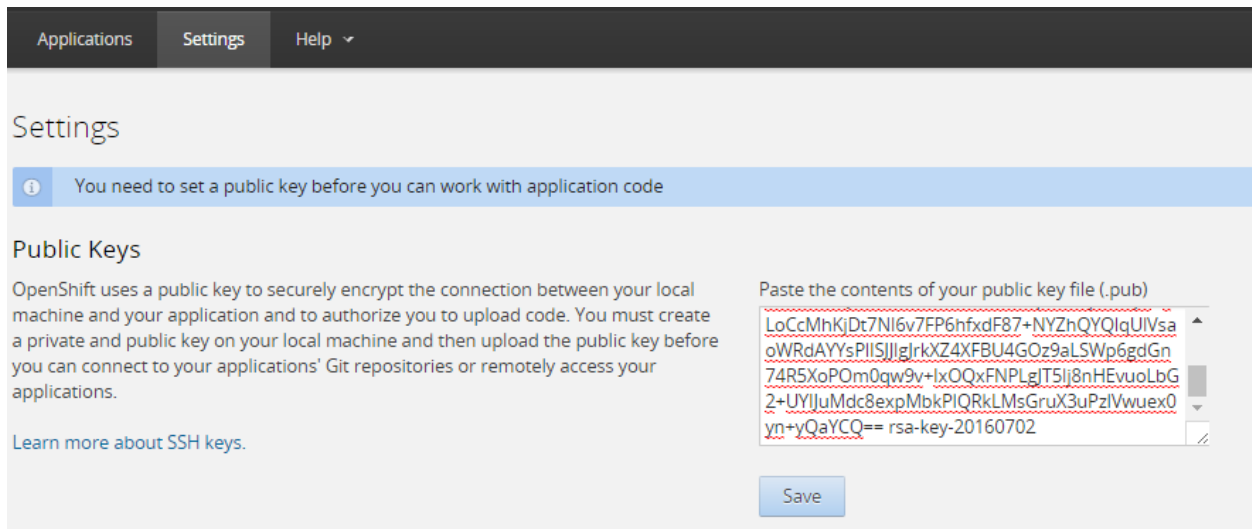 Applications Settings Help
Settings
You need to set a public key before you can work with application code
Public Keys
OpenShift uses a public key to securely encrypt the connection between your local
machine and your application and to authorize you to upload code. You must create
a private and public key on your local machine and then upload the public key before
you can connect to your applications' Git repositories or remotely access your
applications.
Learn more about SSH keys.
Paste the contents of your public key file (.pub)
LoCcMhKjDt7NI6v7FP6hfxdF87+NYZhQYQIqUIVsa
oWRdAYYsPIISJJIgJrkXZ4XFBU4GOz9aLSWp6gdGn
74R5XoPOm0qw9v+IxOQxFNPLgJT5Ij8nHEvuoLbG
2+UYIJuMdc8expMbkPIQRkLMsGruX3uPzIVwuex0
yn+yQaYCQ== rsa-key-20160702
Save